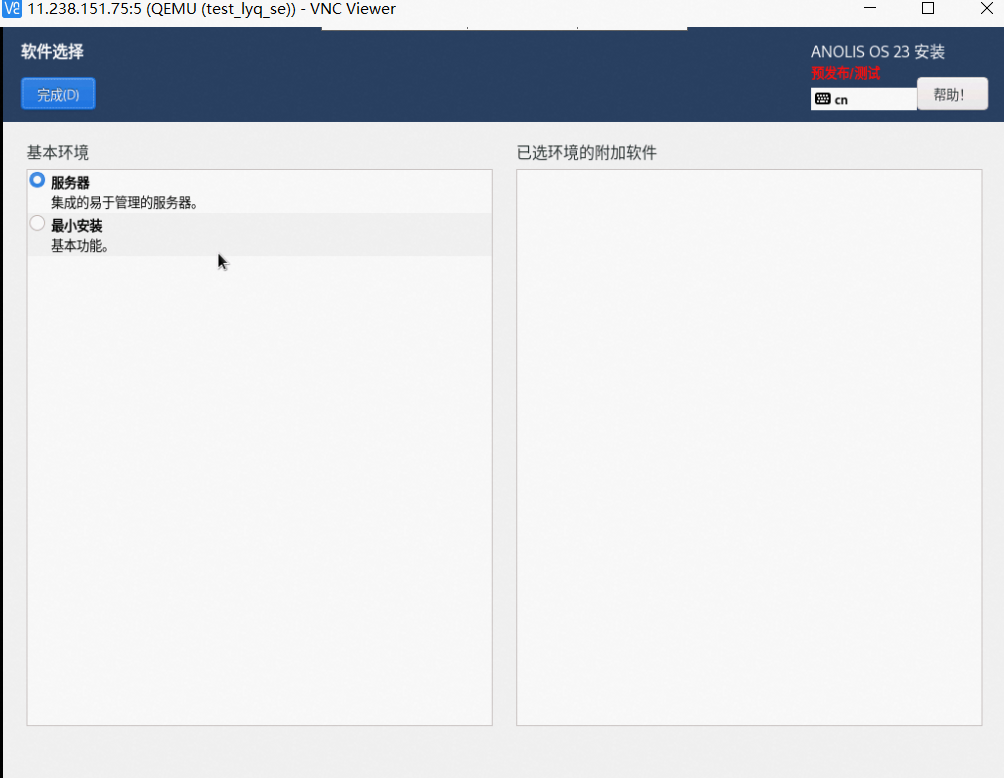 11.238.151.75:5 (QEMU (test_lyq_se)) - VNC Viewer
软件选择
ANOLIS OS 23 安装
预发布/测试
完成(D)
cn
帮助!
基本环境
已选环境的附加软件
服务器
集成的易于管理的服务器。
最小安装
基本功能。